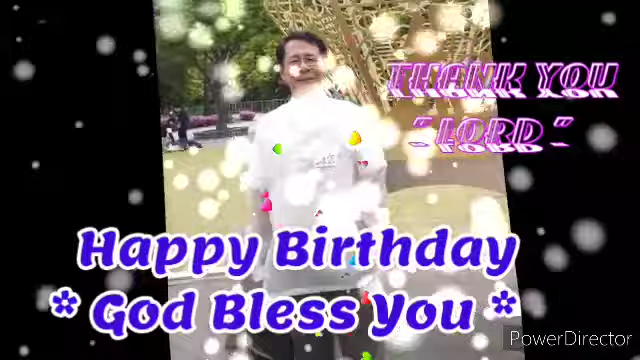 THANK YOU
" LORD "
Happy Birthday
* God Bless You *
PowerDirector